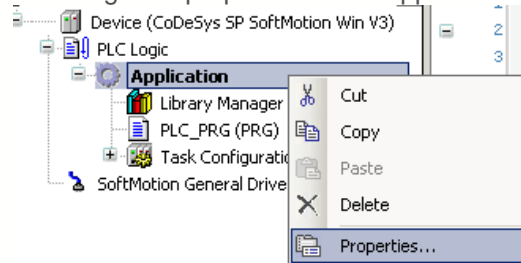 Device (CoDeSys SP SoftMotion Win V3)
PLC Logic
Application
Library Manager
PLC_PRG (PRG)
Task Configuratio
SoftMotion General Drive
Cut
Copy
Paste
Delete
Properties...
2
3